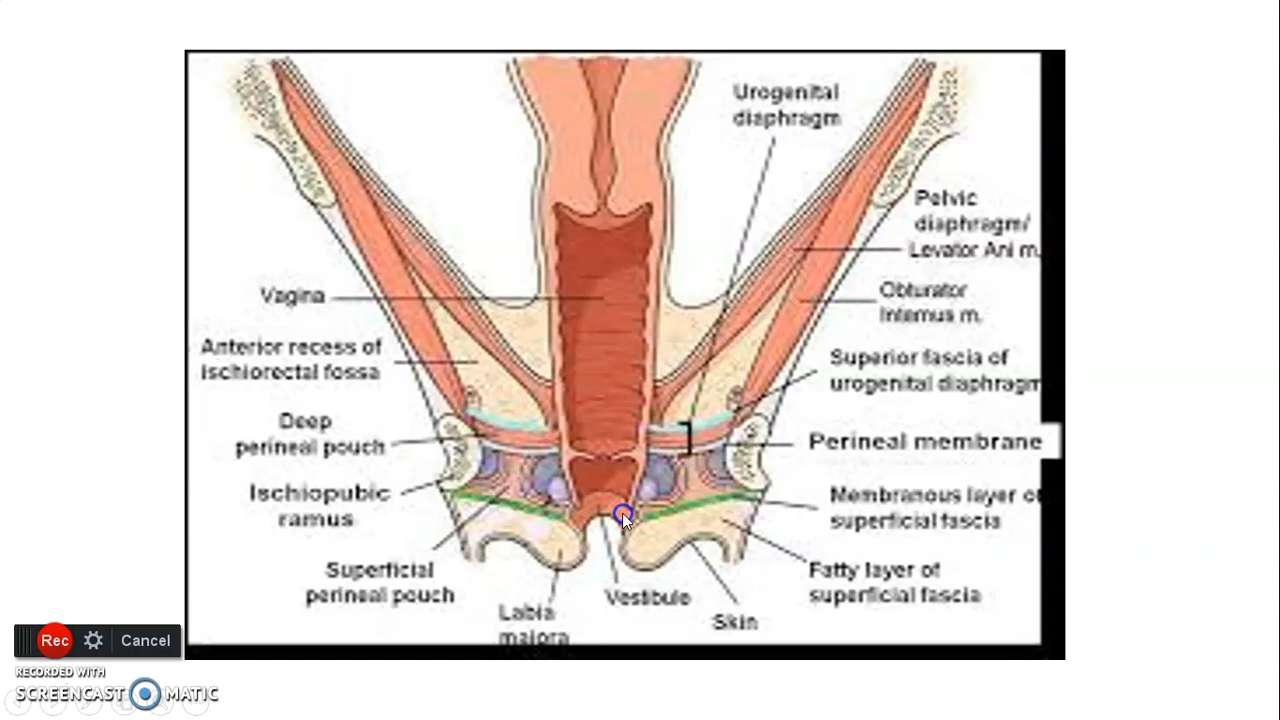 Urogenital
diaphragm
Pelvic
diaphragm/
Levator Ani m.
Vagina
Obturator
Internus m.
Anterior recess of
ischiorectal fossa
Superior fascia of
urogenital diaphragm
Deep
perineal pouch
Perineal membrane
Ischiopubic
ramus
Membranous layer of
superficial fascia
Superficial
perineal pouch
Fatty layer of
superficial fascia
Labia
majora
Vestibule
Skin
Rec
Cancel
RECORDED WITH
SCREENCAST MATIC